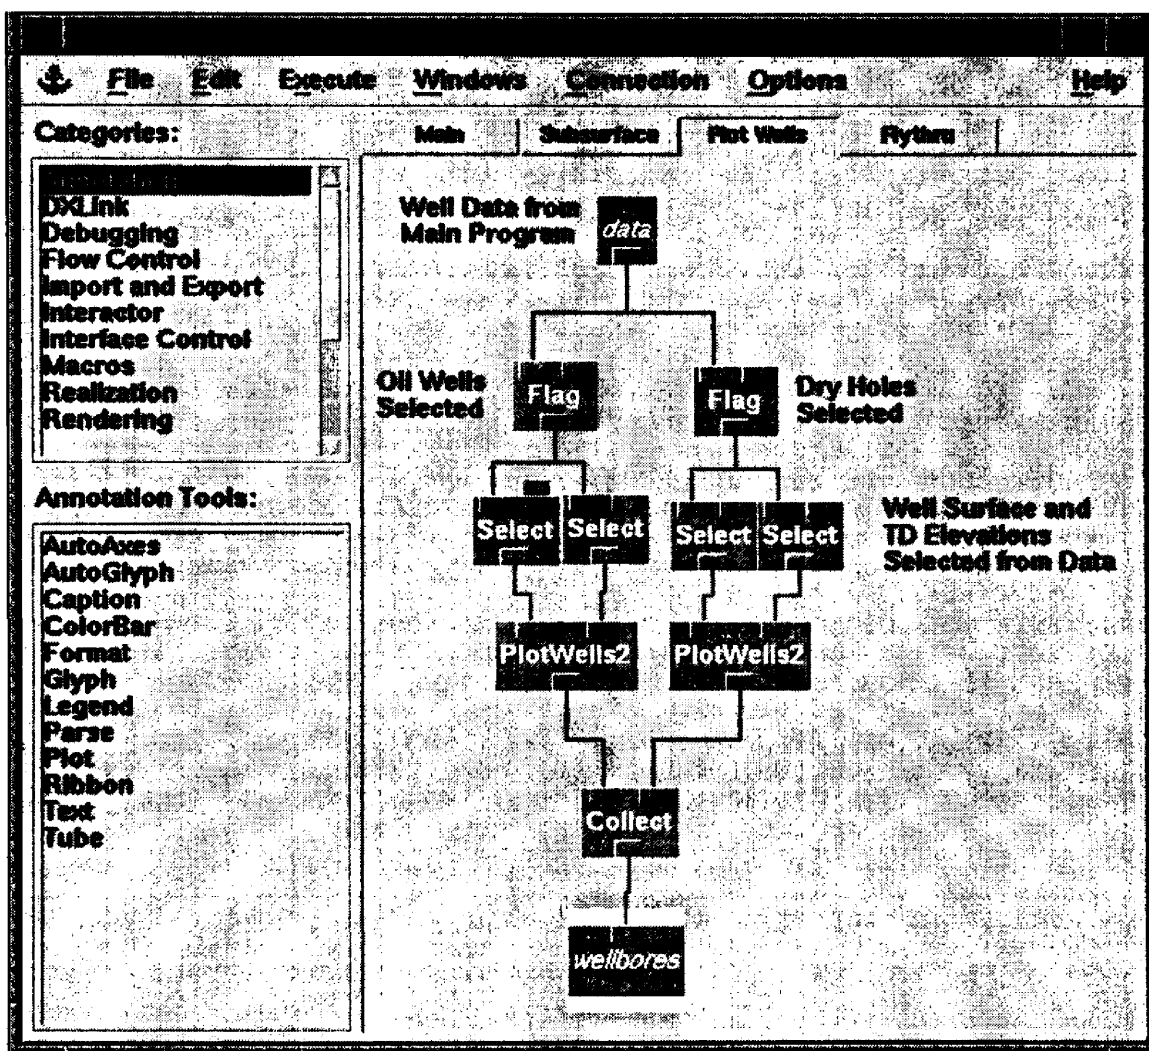 File Edit Execute Windows Connection Options Help
Categories:
DXLink
Debugging
Flow Control
Import and Export
Interactor
Interface Control
Macros
Realization
Rendering
Annotation Tools:
AutoAxes
AutoGlyph
Caption
ColorBar
Format
Glyph
Legend
Parse
Plot
Ribbon
Text
Tube
Main Subsurface Plot Wells Flythru
Well Data from
Main Program
data
Oil Wells
Selected
Flag
Flag
Dry Holes
Selected
Select Select Select Select
Well Surface and
TD Elevations
Selected from Data
PlotWells2 PlotWells2
Collect
wellbores